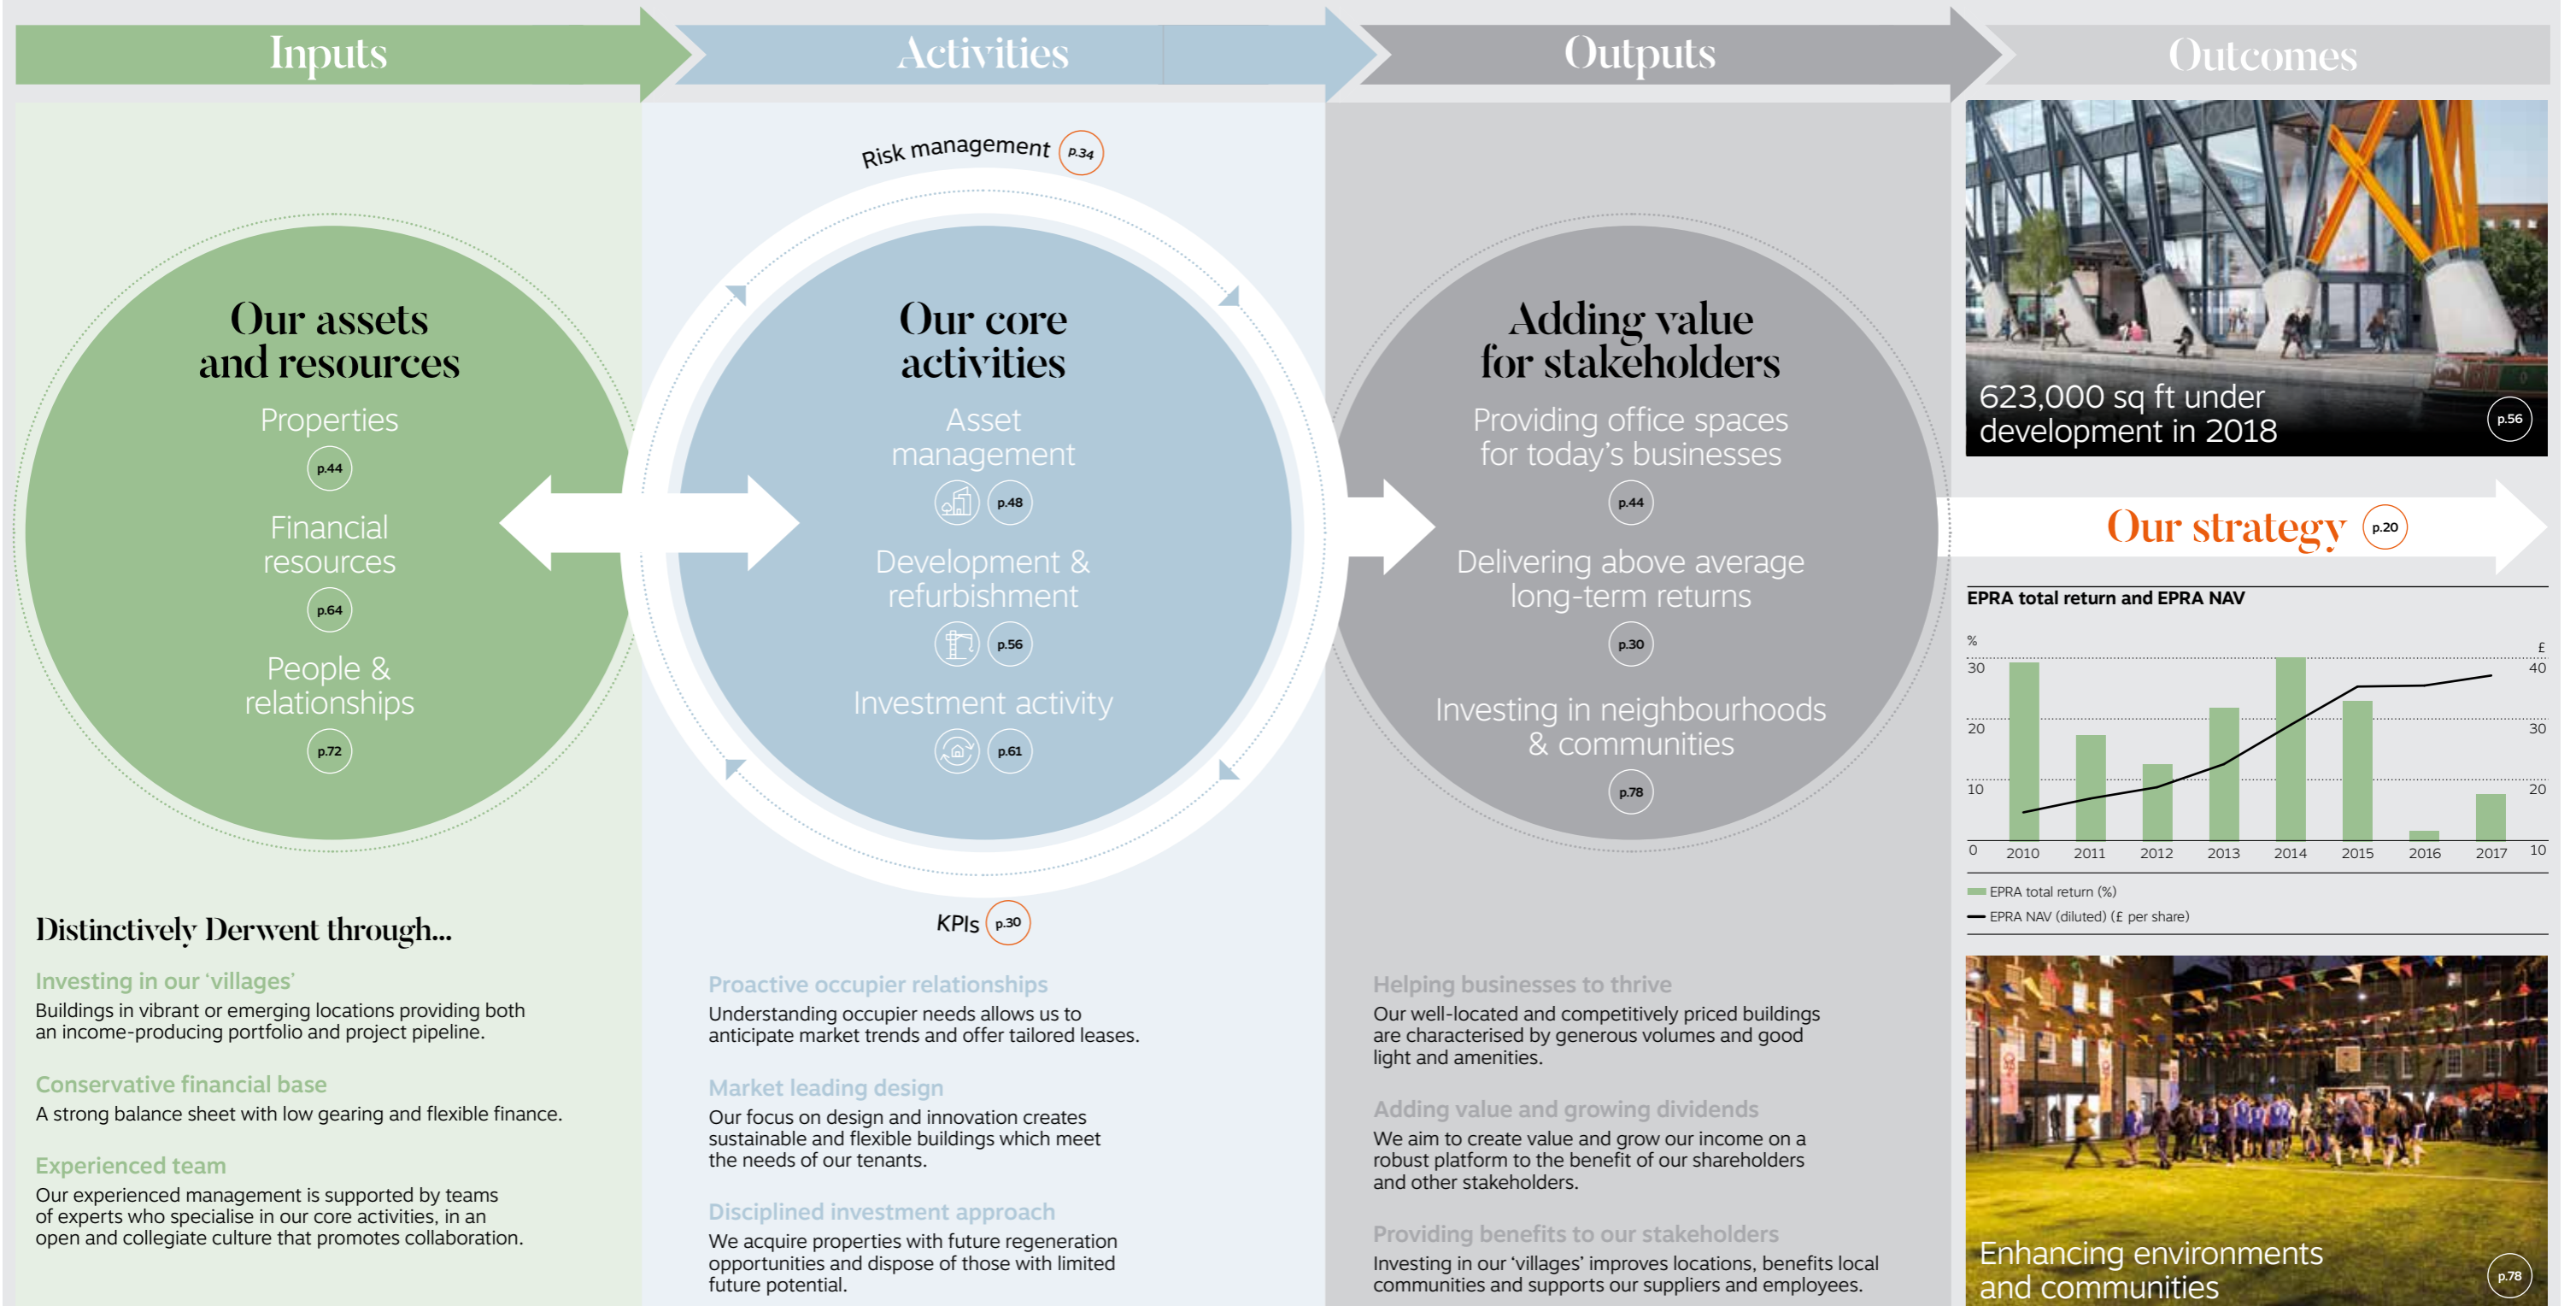 Inputs
Activities
Outputs
Outcomes
Our assets
and resources
Properties
p.44
Financial
resources
p.64
People &
relationships
p.72
Distinctively Derwent through...
Investing in our ‘villages’
Buildings in vibrant or emerging locations providing both
an income-producing portfolio and project pipeline.
Conservative financial base
A strong balance sheet with low gearing and flexible finance.
Experienced team
Our experienced management is supported by teams
of experts who specialise in our core activities, in an
open and collegiate culture that promotes collaboration.
Risk management p.34
Our core
activities
Asset
management
p.48
Development &
refurbishment
p.56
Investment activity
p.61
KPIs p.30
Proactive occupier relationships
Understanding occupier needs allows us to
anticipate market trends and offer tailored leases.
Market leading design
Our focus on design and innovation creates
sustainable and flexible buildings which meet
the needs of our tenants.
Disciplined investment approach
We acquire properties with future regeneration
opportunities and dispose of those with limited
future potential.
Adding value
for stakeholders
Providing office spaces
for today’s businesses
p.44
Delivering above average
long-term returns
p.30
Investing in neighbourhoods
& communities
p.78
Helping businesses to thrive
Our well-located and competitively priced buildings
are characterised by generous volumes and good
light and amenities.
Adding value and growing dividends
We aim to create value and grow our income on a
robust platform to the benefit of our shareholders
and other stakeholders.
Providing benefits to our stakeholders
Investing in our ‘villages’ improves locations, benefits local
communities and supports our suppliers and employees.
623,000 sq ft under
development in 2018
p.56
Our strategy p.20
EPRA total return and EPRA NAV
% £
30 40
20 30
10 20
0 2010 2011 2012 2013 2014 2015 2016 2017 10
EPRA total return (%)
EPRA NAV (diluted) (£ per share)
Enhancing environments
and communities
p.78